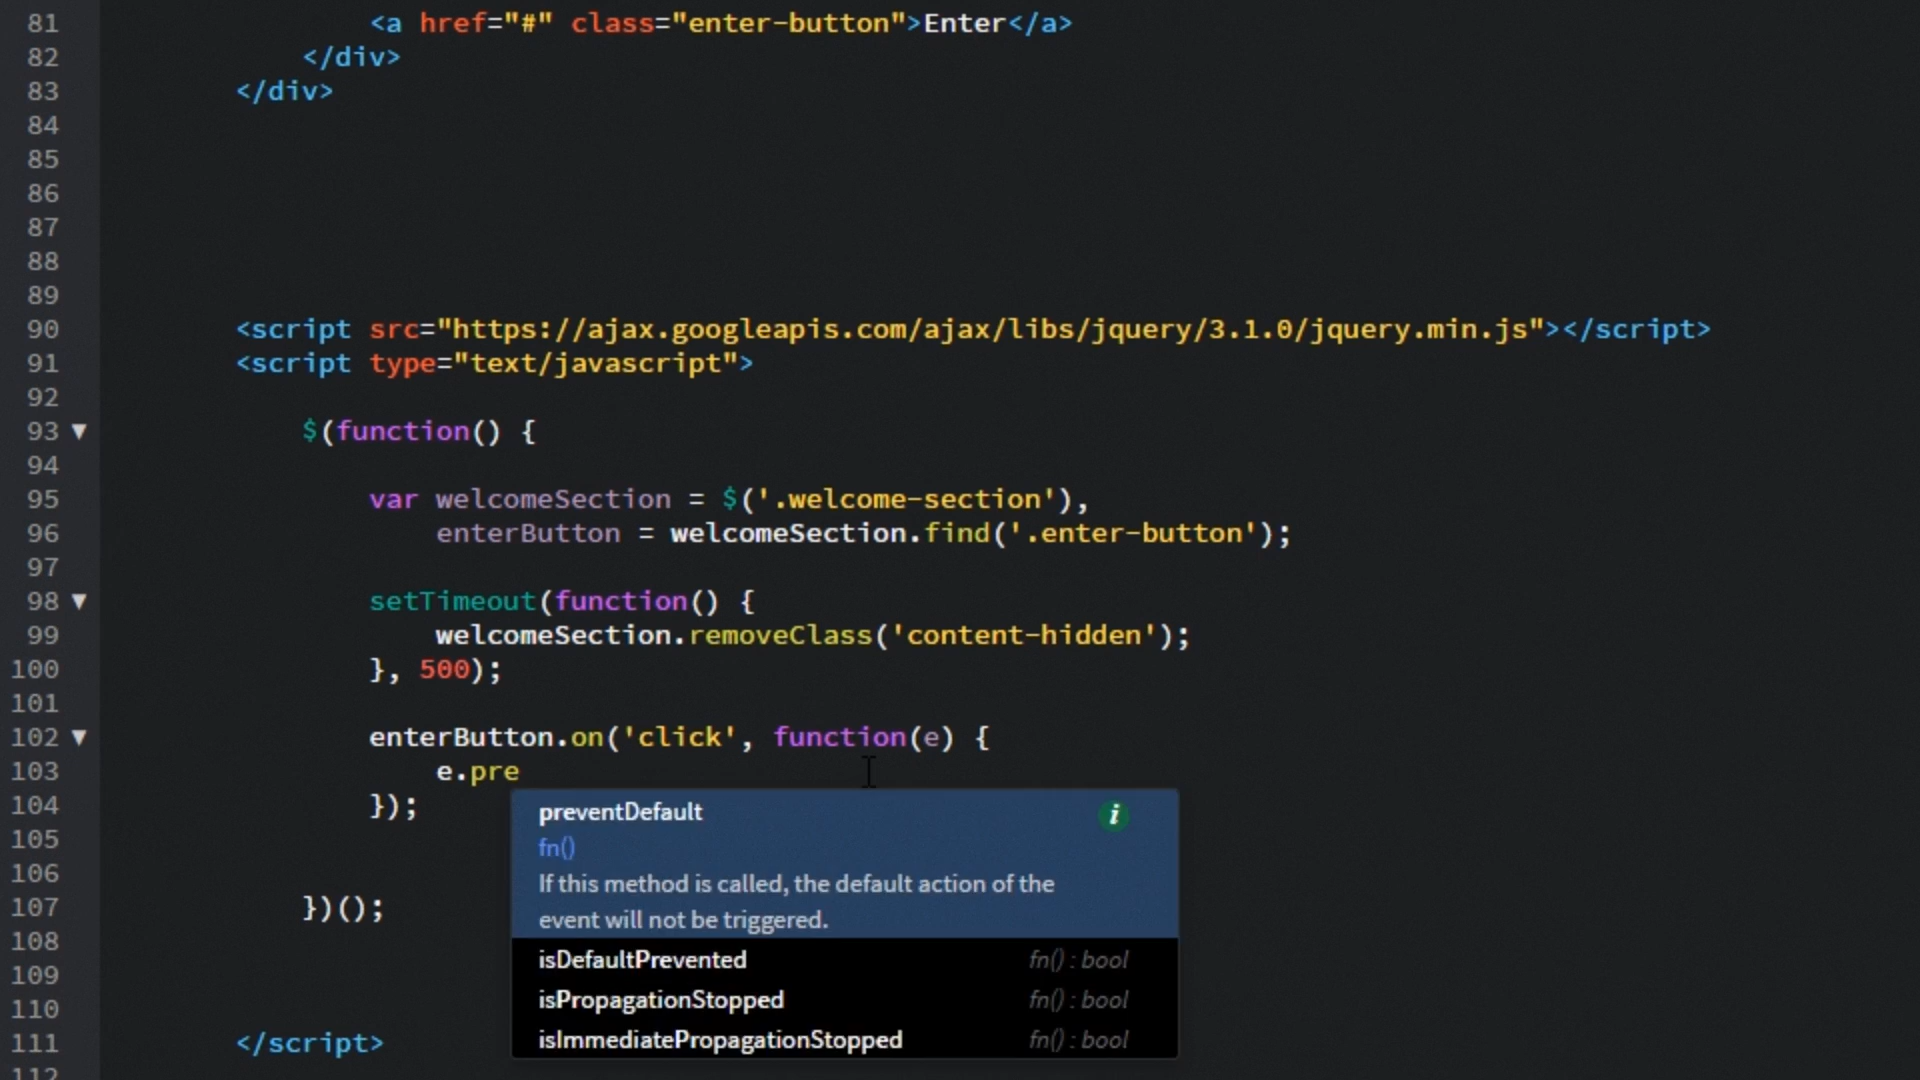 81 <a href="#" class="enter-button">Enter</a>
82 </div>
83 </div>
84
85
86
87
88
89
90 <script src="https://ajax.googleapis.com/ajax/libs/jquery/3.1.0/jquery.min.js"></script>
91 <script type="text/javascript">
92
93 ▼ $(function() {
94
95 var welcomeSection = $('.welcome-section'),
96 enterButton = welcomeSection.find('.enter-button');
97
98 ▼ setTimeout(function() {
99 welcomeSection.removeClass('content-hidden');
100 }, 500);
101
102 ▼ enterButton.on('click', function(e) {
103 e.pre
104 });
preventDefault i
105
fn()
106
If this method is called, the default action of the
107 })();
event will not be triggered.
108
isDefaultPrevented fn() : bool
109
isPropagationStopped fn() : bool
110
isImmediatePropagationStopped fn() : bool
111 </script>
112